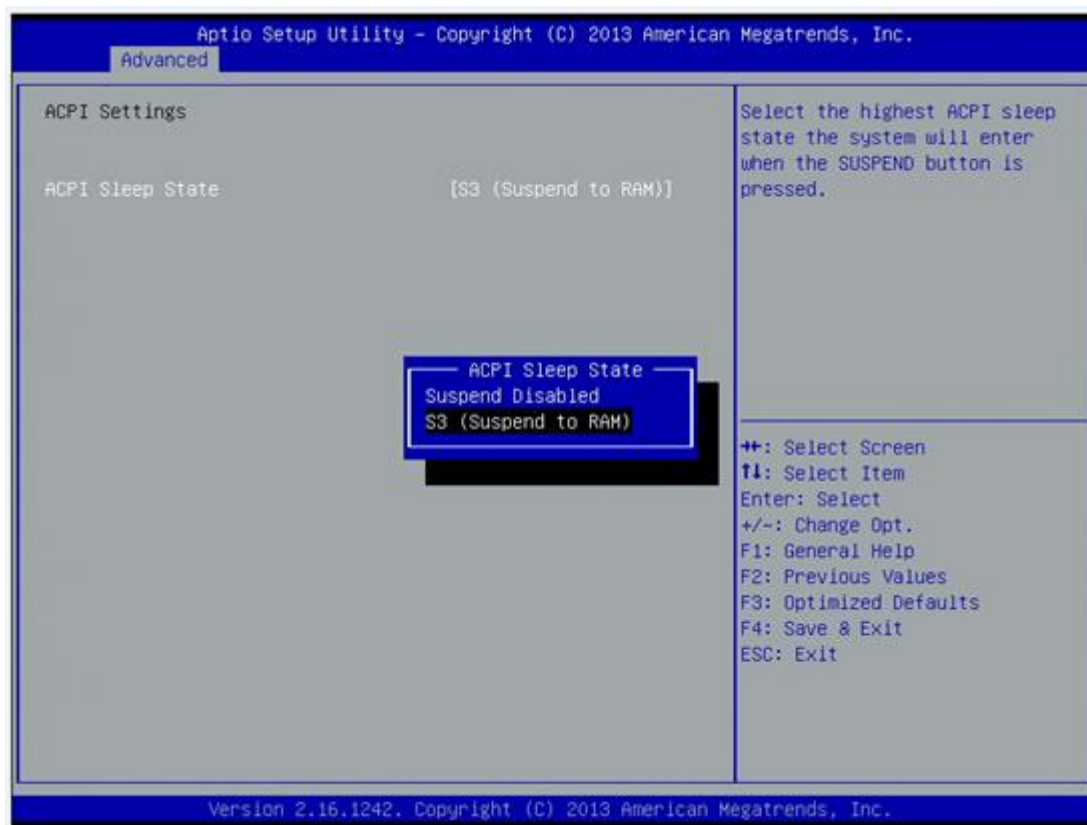 Aptio Setup Utility – Copyright (C) 2013 American Megatrends, Inc.
Advanced
ACPI Settings
ACPI Sleep State [S3 (Suspend to RAM)]
Select the highest ACPI sleep
state the system will enter
when the SUSPEND button is
pressed.
ACPI Sleep State
Suspend Disabled
S3 (Suspend to RAM)
→←: Select Screen
↑↓: Select Item
Enter: Select
+/-: Change Opt.
F1: General Help
F2: Previous Values
F3: Optimized Defaults
F4: Save & Exit
ESC: Exit
Version 2.16.1242. Copyright (C) 2013 American Megatrends, Inc.